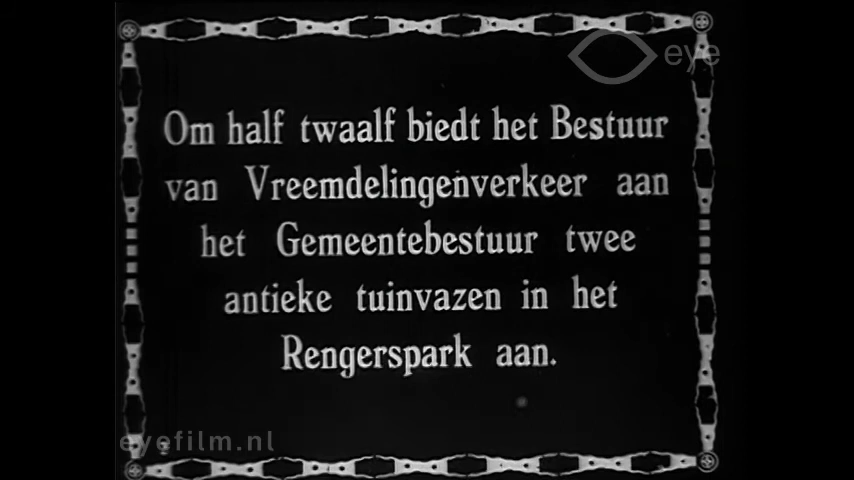 eye
Om half twaalf biedt het Bestuur
van Vreemdelingenverkeer aan
het Gemeentebestuur twee
antieke tuinvazen in het
Rengerspark aan.
eyefilm.nl